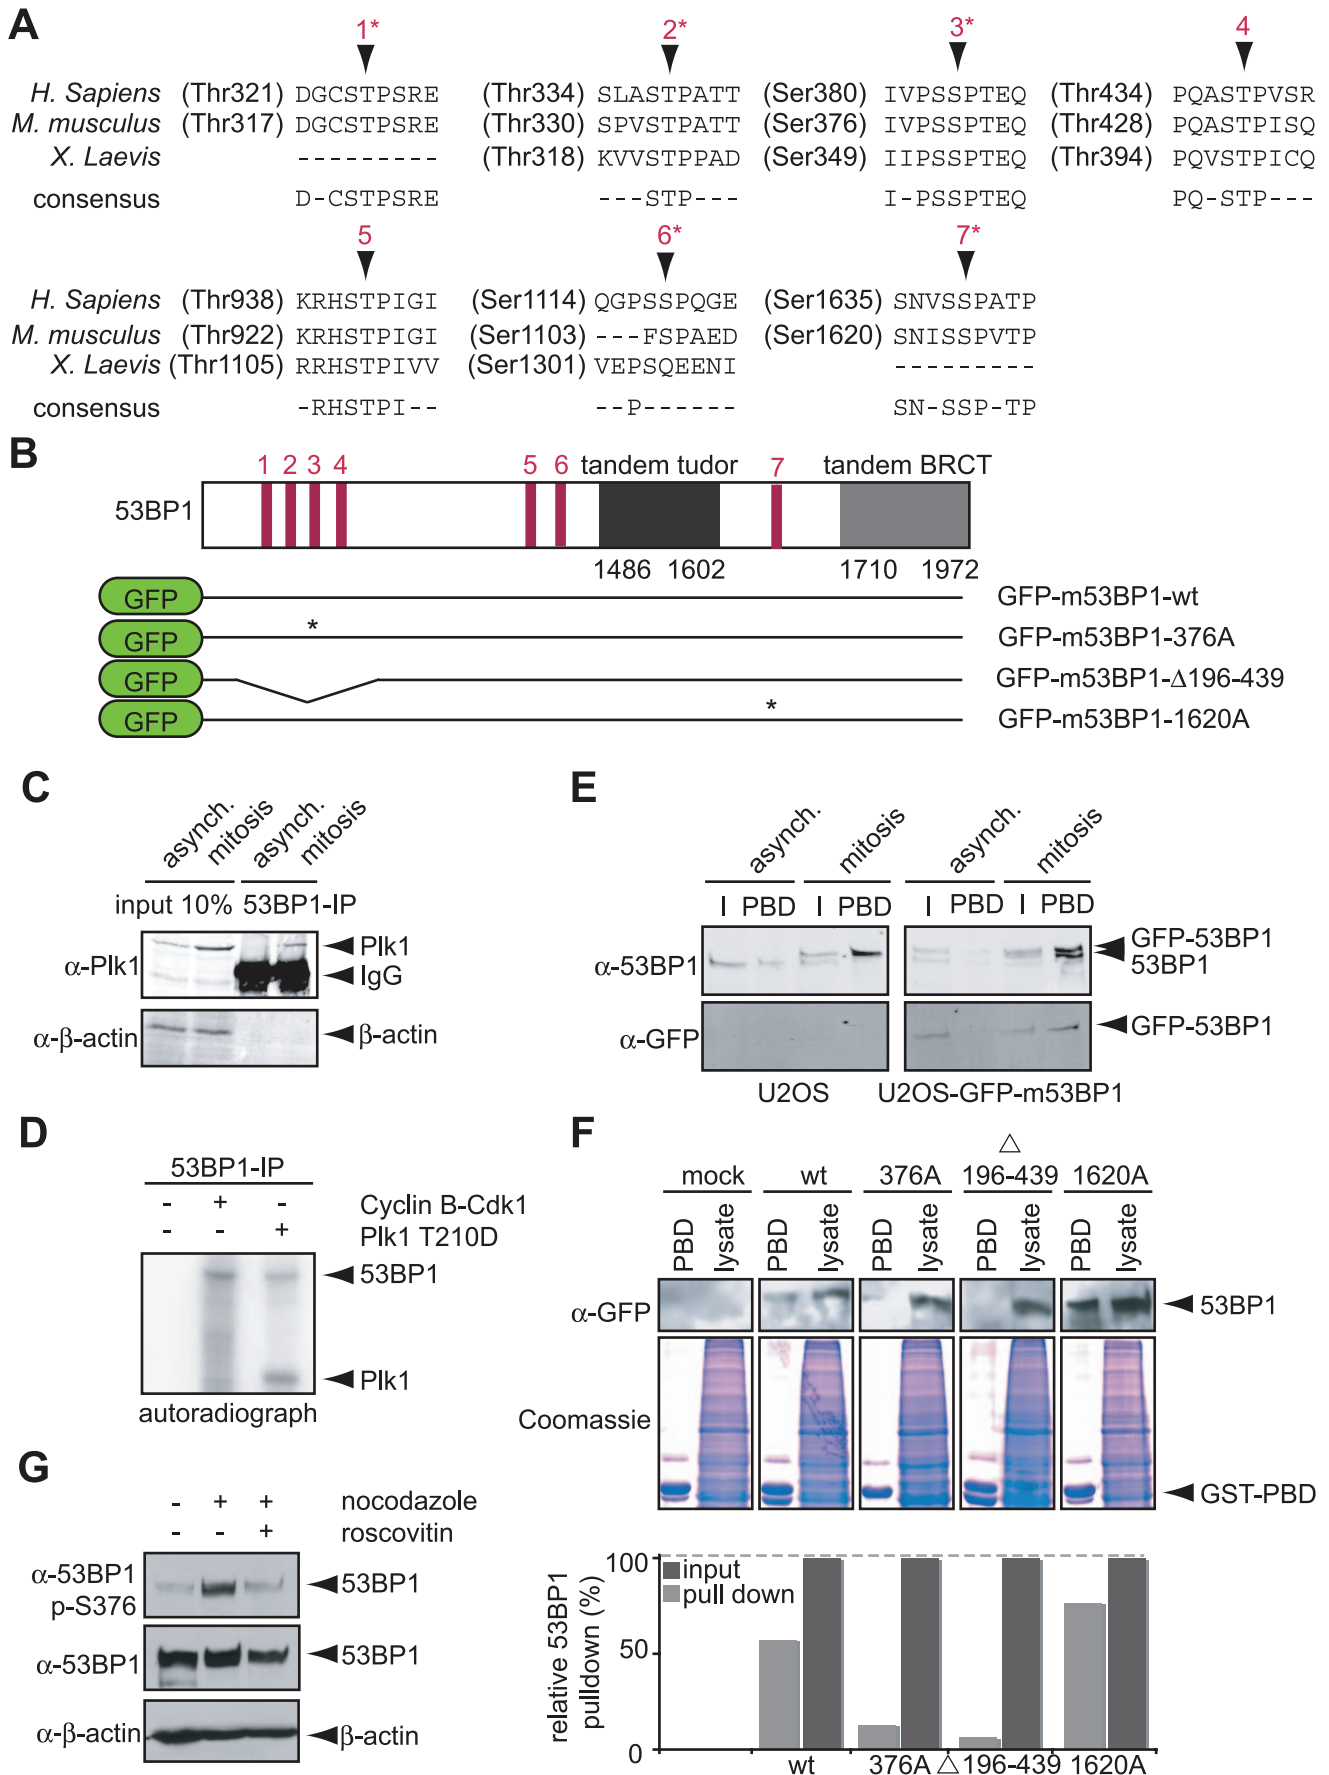 A
1* 2* 3* 4
H. Sapiens (Thr321) DGCSTPSRE (Thr334) SLASTPATT (Ser380) IVPSSPTEQ (Thr434) PQASTPVSR
M. musculus (Thr317) DGCSTPSRE (Thr330) SPVSTPATT (Ser376) IVPSSPTEQ (Thr428) PQASTPISQ
X. Laevis --------- (Thr318) KVVSTPPAD (Ser349) IIPSSPTEQ (Thr394) PQVSTPICQ
consensus D-CSTPSRE ---STP--- I-PSSPTEQ PQ-STP---
5 6* 7*
H. Sapiens (Thr938) KRHSTPIGI (Ser1114) QGPSSPQGE (Ser1635) SNVSSPATP
M. musculus (Thr922) KRHSTPIGI (Ser1103) ---FSPAED (Ser1620) SNISSPVTP
X. Laevis (Thr1105) RRHSTPIVV (Ser1301) VEPSQEENI ---------
consensus -RHSTPI-- --P------ SN-SSP-TP
B
1 2 3 4 5 6 tandem tudor 7 tandem BRCT
53BP1
1486 1602 1710 1972
GFP GFP-m53BP1-wt
*
GFP GFP-m53BP1-376A
GFP GFP-m53BP1-Δ196-439
*
GFP GFP-m53BP1-1620A
C
asynch. mitosis asynch. mitosis
input 10% 53BP1-IP
α-Plk1 Plk1
IgG
α-β-actin β-actin
D
53BP1-IP
- + - Cyclin B-Cdk1
- - + Plk1 T210D
53BP1
Plk1
autoradiograph
E
asynch. mitosis asynch. mitosis
I PBD I PBD I PBD I PBD
α-53BP1 GFP-53BP1
53BP1
α-GFP GFP-53BP1
U2OS U2OS-GFP-m53BP1
F
△
mock wt 376A 196-439 1620A
PBD lysate PBD lysate PBD lysate PBD lysate PBD lysate
α-GFP 53BP1
Coomassie
GST-PBD
relative 53BP1 pulldown (%)
100
50
0
input
pull down
wt 376A △196-439 1620A
G
- + + nocodazole
- - + roscovitin
α-53BP1 p-S376 53BP1
α-53BP1 53BP1
α-β-actin β-actin